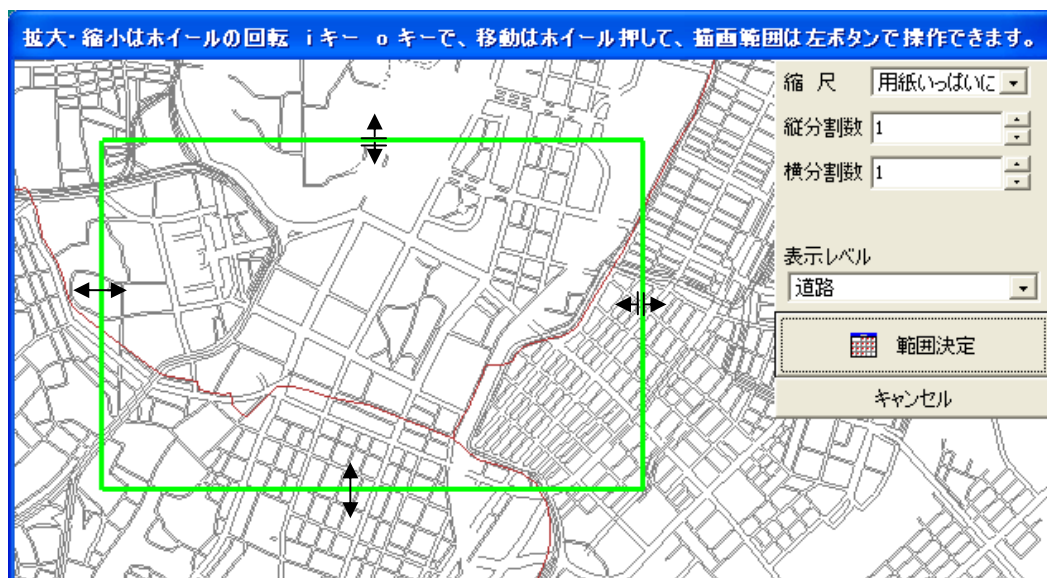 拡大・縮小はホイールの回転 iキー oキーで、移動はホイール押して、描画範囲は左ボタンで操作できます。
縮 尺 用紙いっぱいに
縦分割数 1
横分割数 1
表示レベル
道路
範囲決定
キャンセル